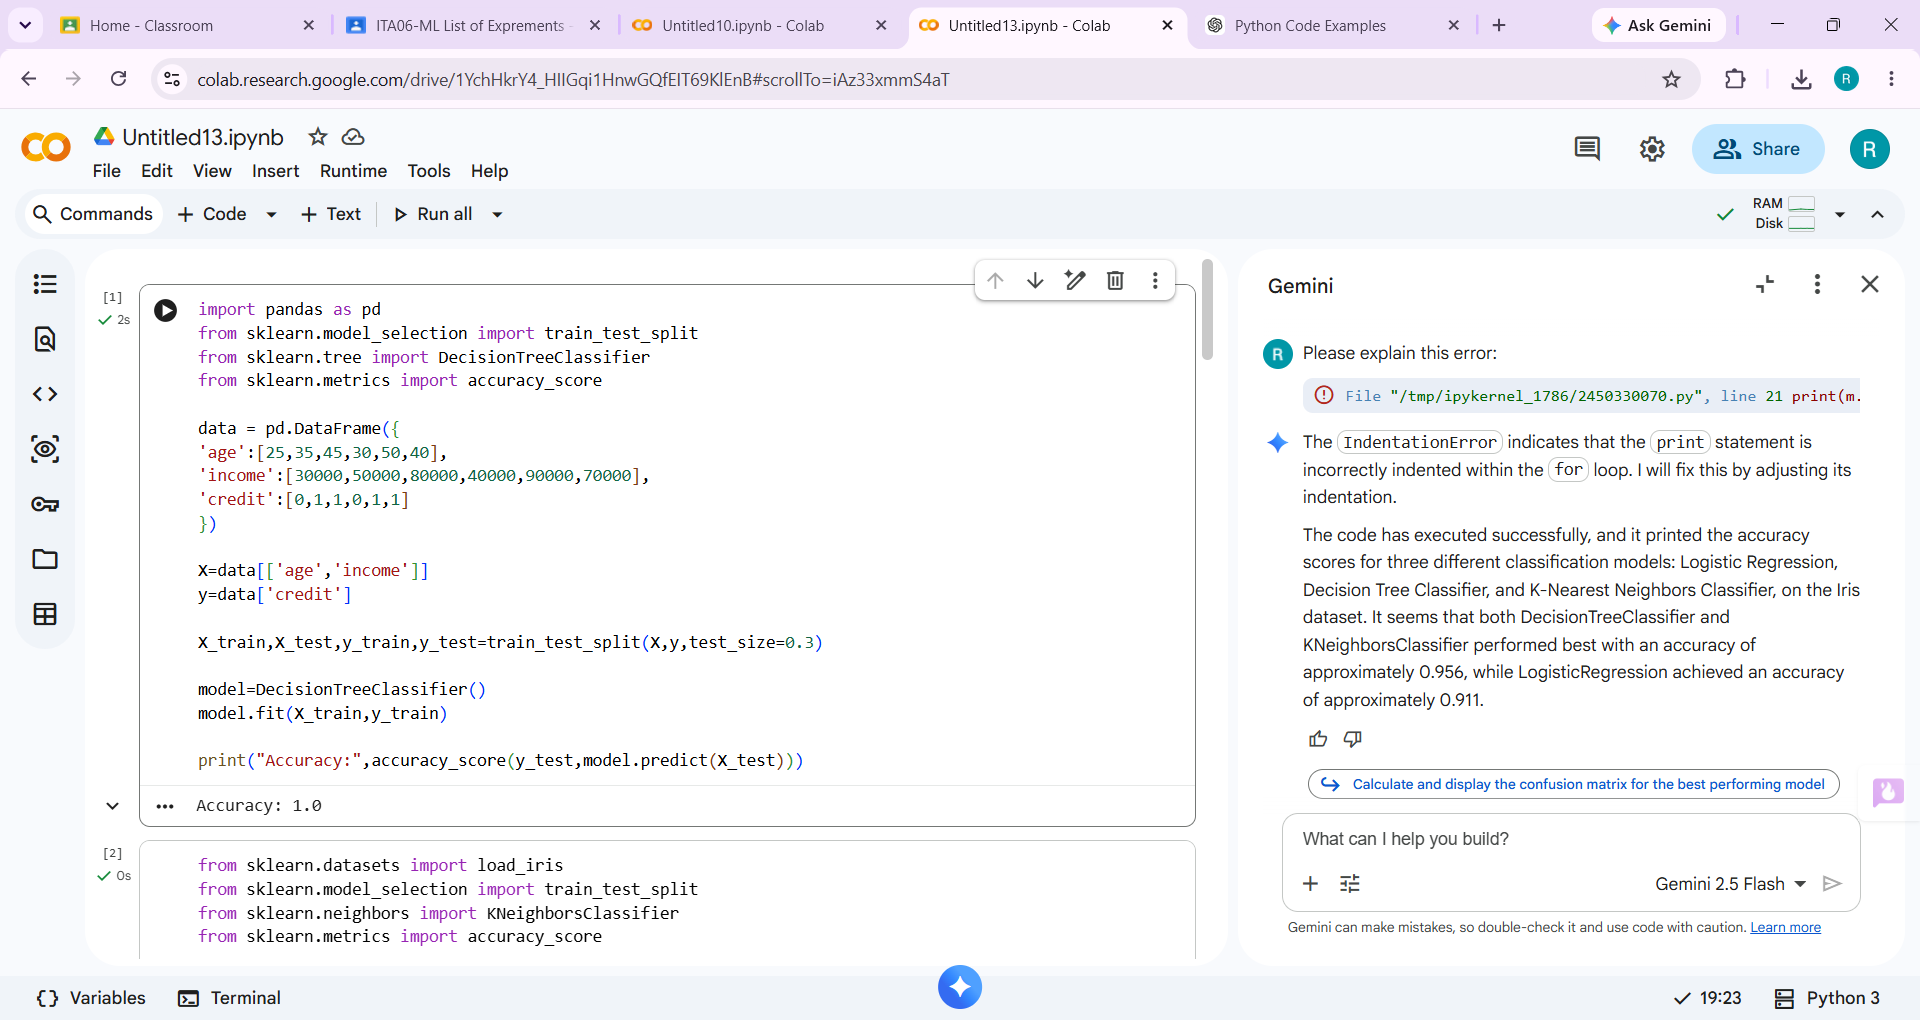 Home - Classroom
ITA06-ML List of Exprements
Untitled10.ipynb - Colab
Untitled13.ipynb - Colab
Python Code Examples
Ask Gemini
colab.research.google.com/drive/1YchHkrY4_HIIGqi1HnwGQfEIT69KlEnB#scrollTo=iAz33xmmS4aT
R
Untitled13.ipynb
File Edit View Insert Runtime Tools Help
Share
R
Commands + Code + Text Run all
RAM
Disk
[1]
2s
import pandas as pd
from sklearn.model_selection import train_test_split
from sklearn.tree import DecisionTreeClassifier
from sklearn.metrics import accuracy_score
data = pd.DataFrame({
'age':[25,35,45,30,50,40],
'income':[30000,50000,80000,40000,90000,70000],
'credit':[0,1,1,0,1,1]
})
X=data[['age','income']]
y=data['credit']
X_train,X_test,y_train,y_test=train_test_split(X,y,test_size=0.3)
model=DecisionTreeClassifier()
model.fit(X_train,y_train)
print("Accuracy:",accuracy_score(y_test,model.predict(X_test)))
Accuracy: 1.0
[2]
0s
from sklearn.datasets import load_iris
from sklearn.model_selection import train_test_split
from sklearn.neighbors import KNeighborsClassifier
from sklearn.metrics import accuracy_score
Gemini
R
Please explain this error:
File "/tmp/ipykernel_1786/2450330070.py", line 21 print(m.
The IndentationError indicates that the print statement is
incorrectly indented within the for loop. I will fix this by adjusting its
indentation.
The code has executed successfully, and it printed the accuracy
scores for three different classification models: Logistic Regression,
Decision Tree Classifier, and K-Nearest Neighbors Classifier, on the Iris
dataset. It seems that both DecisionTreeClassifier and
KNeighborsClassifier performed best with an accuracy of
approximately 0.956, while LogisticRegression achieved an accuracy
of approximately 0.911.
Calculate and display the confusion matrix for the best performing model
What can I help you build?
Gemini 2.5 Flash
Gemini can make mistakes, so double-check it and use code with caution. Learn more
{} Variables
Terminal
19:23
Python 3